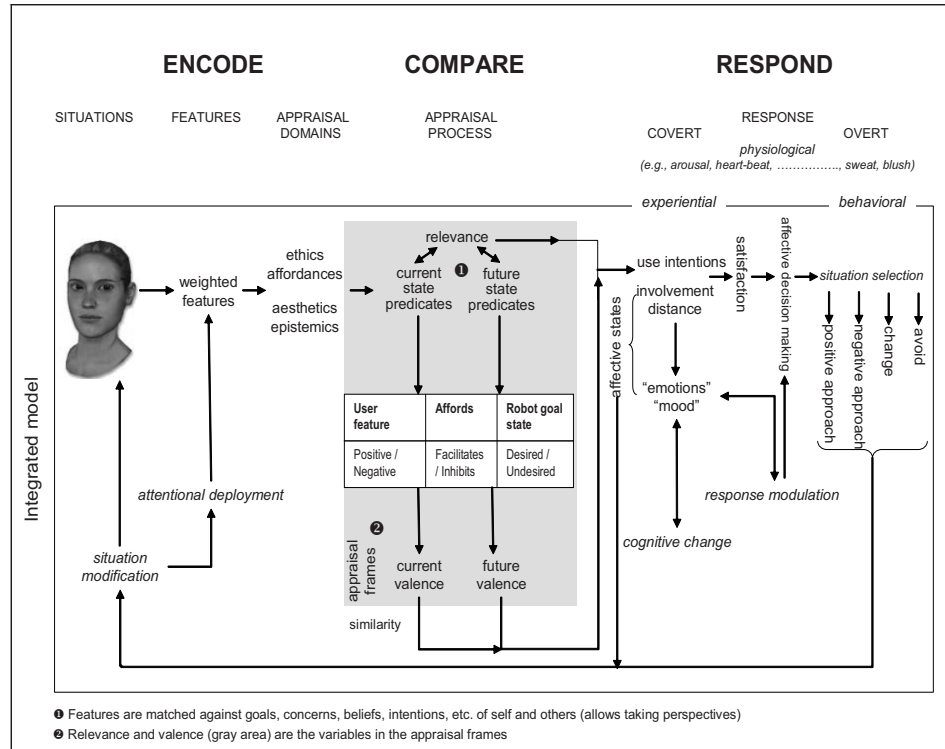 ENCODE COMPARE RESPOND
SITUATIONS FEATURES APPRAISAL DOMAINS APPRAISAL PROCESS RESPONSE
COVERT OVERT
physiological
(e.g., arousal, heart-beat, ................., sweat, blush)
experiential behavioral
Integrated model
weighted
features
ethics
affordances
aesthetics
epistemics
relevance
❶
current
state
predicates
future
state
predicates
User
feature
Affords
Robot goal
state
Positive /
Negative
Facilitates
/ Inhibits
Desired /
Undesired
❷
appraisal
frames
current
valence
future
valence
similarity
attentional deployment
situation
modification
affective states
use intentions
involvement
distance
“emotions”
“mood”
cognitive change
satisfaction
affective decision making
response modulation
situation selection
positive approach
negative approach
change
avoid
❶ Features are matched against goals, concerns, beliefs, intentions, etc. of self and others (allows taking perspectives)
❷ Relevance and valence (gray area) are the variables in the appraisal frames